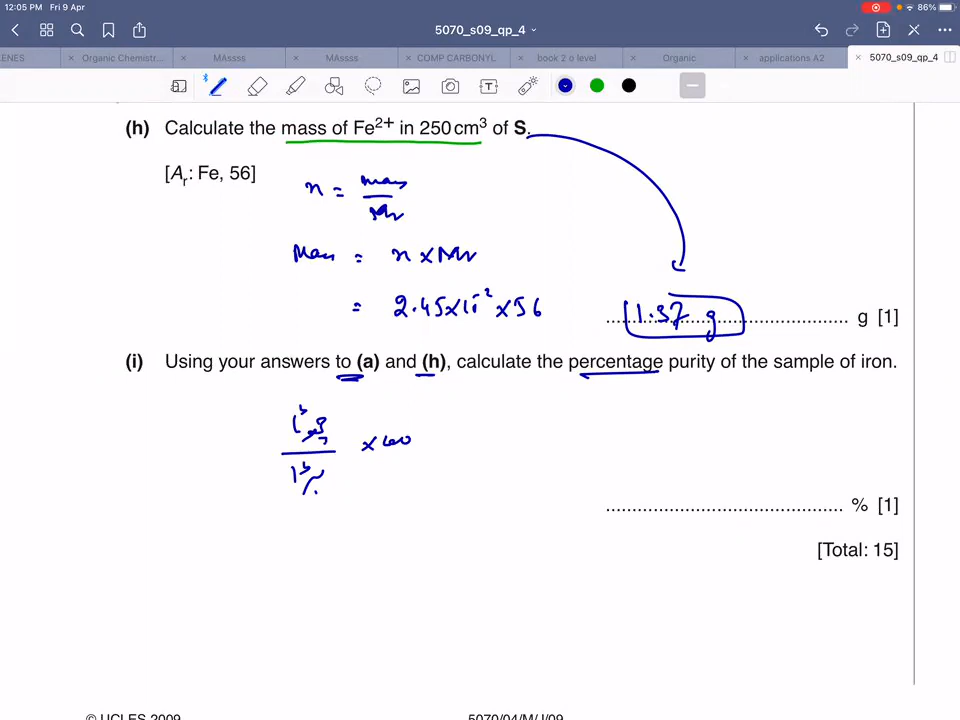 12:05 PM Fri 9 Apr 86%
5070_s09_qp_4
ENES Organic Chemistr... MAssss MAssss COMP CARBONYL book 2 o level Organic applications A2 5070_s09_qp_4
(h) Calculate the mass of Fe2+ in 250 cm3 of S.
[Ar: Fe, 56]
n = mass
Mr
Mass = n × Mr
= 2.45×10-2 × 56
1.37 g g [1]
(i) Using your answers to (a) and (h), calculate the percentage purity of the sample of iron.
×100
% [1]
[Total: 15]
© UCLES 2009 5070/04/M/J/09